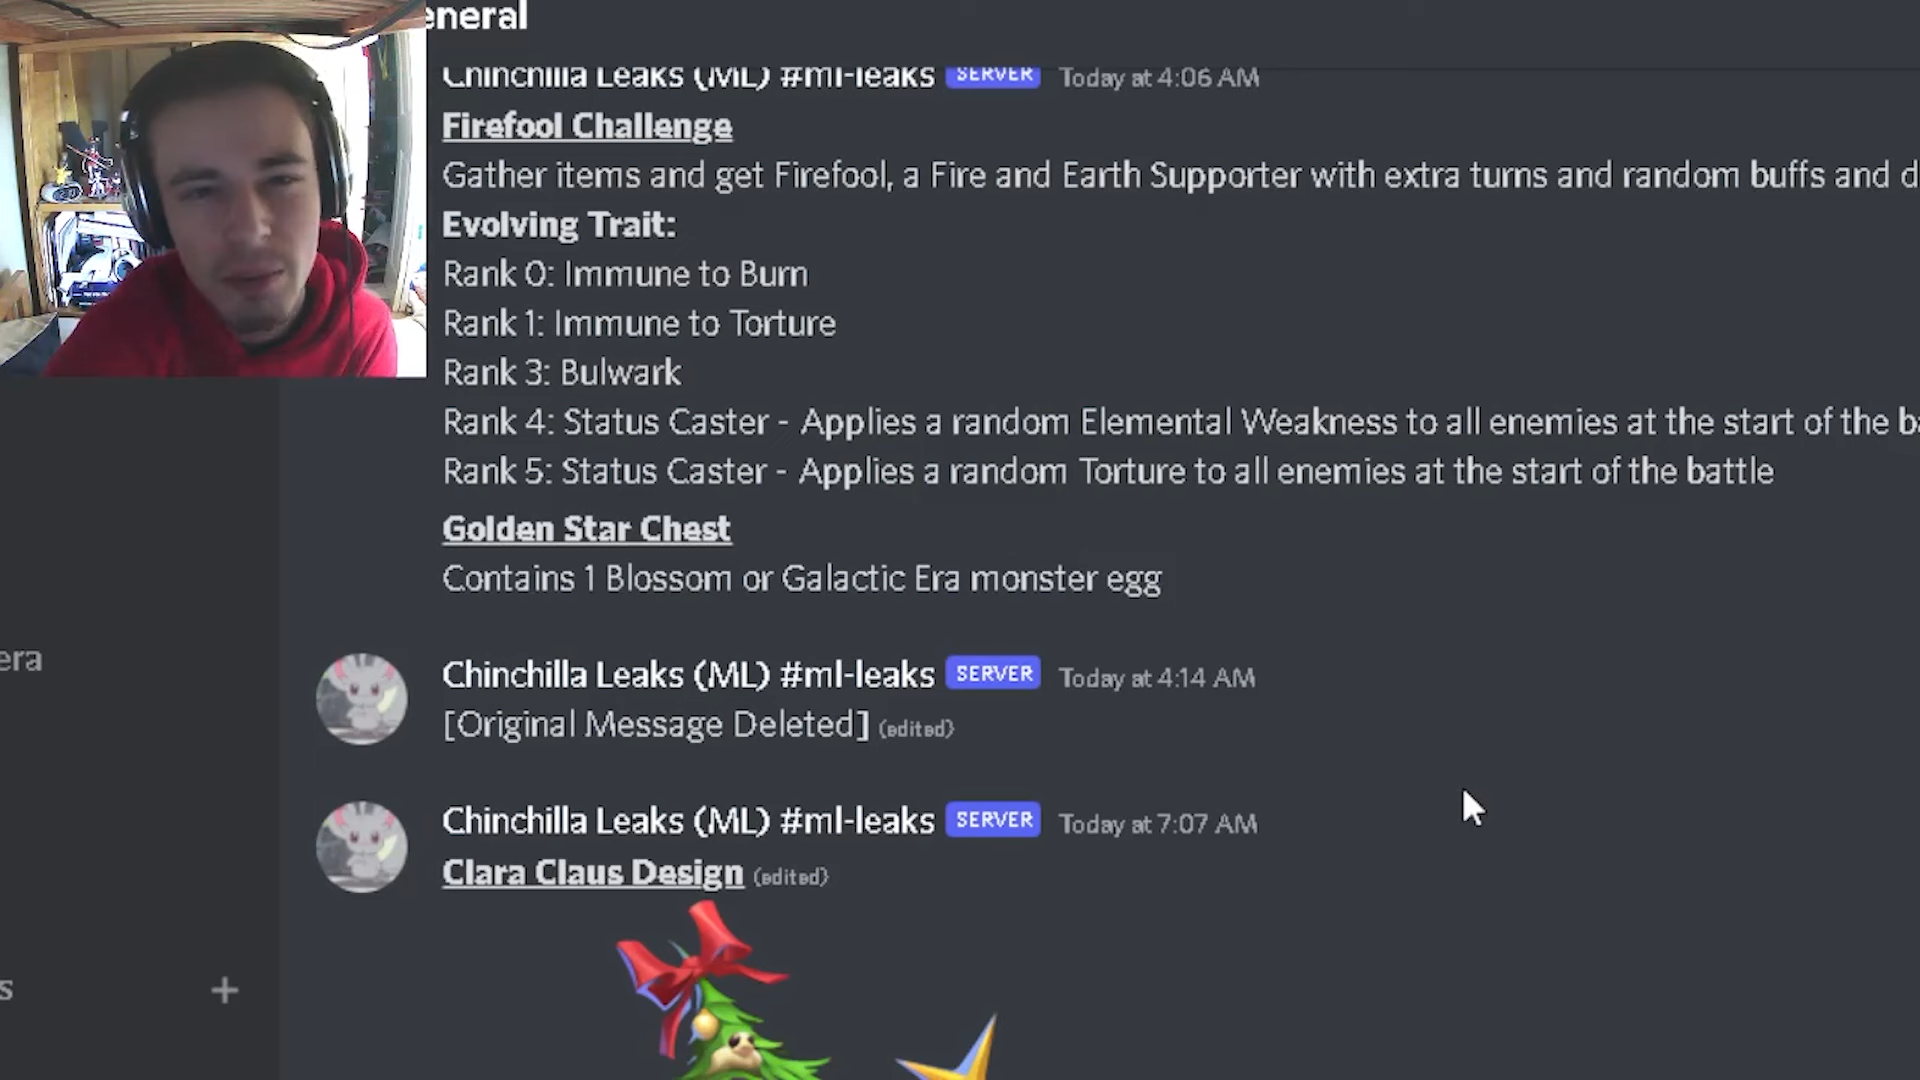 eneral
Chinchilla Leaks (ML) #ml-leaks SERVER Today at 4:06 AM
Firefool Challenge
Gather items and get Firefool, a Fire and Earth Supporter with extra turns and random buffs and d
Evolving Trait:
Rank 0: Immune to Burn
Rank 1: Immune to Torture
Rank 3: Bulwark
Rank 4: Status Caster - Applies a random Elemental Weakness to all enemies at the start of the ba
Rank 5: Status Caster - Applies a random Torture to all enemies at the start of the battle
Golden Star Chest
Contains 1 Blossom or Galactic Era monster egg
era
Chinchilla Leaks (ML) #ml-leaks SERVER Today at 4:14 AM
[Original Message Deleted] (edited)
Chinchilla Leaks (ML) #ml-leaks SERVER Today at 7:07 AM
Clara Claus Design (edited)
s +